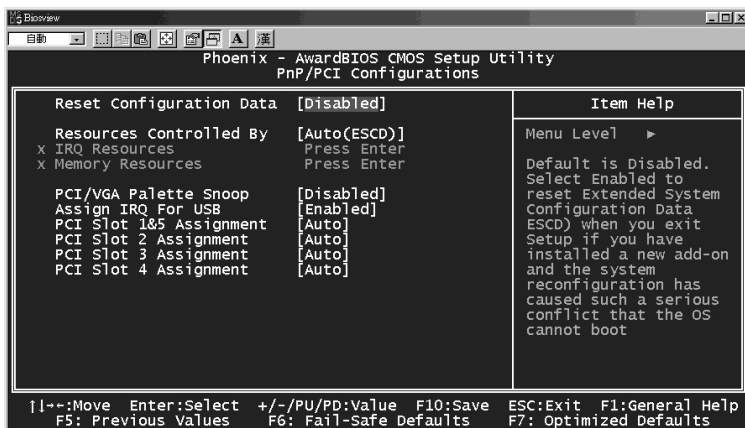 Biosview
自動
A 漢
Phoenix - AwardBIOS CMOS Setup Utility
PnP/PCI Configurations
Reset Configuration Data [Disabled]
Resources Controlled By [Auto(ESCD)]
x IRQ Resources Press Enter
x Memory Resources Press Enter
PCI/VGA Palette Snoop [Disabled]
Assign IRQ For USB [Enabled]
PCI Slot 1&5 Assignment [Auto]
PCI Slot 2 Assignment [Auto]
PCI Slot 3 Assignment [Auto]
PCI Slot 4 Assignment [Auto]
Item Help
Menu Level ►
Default is Disabled.
Select Enabled to
reset Extended System
Configuration Data
ESCD) when you exit
Setup if you have
installed a new add-on
and the system
reconfiguration has
caused such a serious
conflict that the OS
cannot boot
↑↓→←:Move Enter:Select +/-/PU/PD:Value F10:Save ESC:Exit F1:General Help
F5: Previous Values F6: Fail-Safe Defaults F7: Optimized Defaults